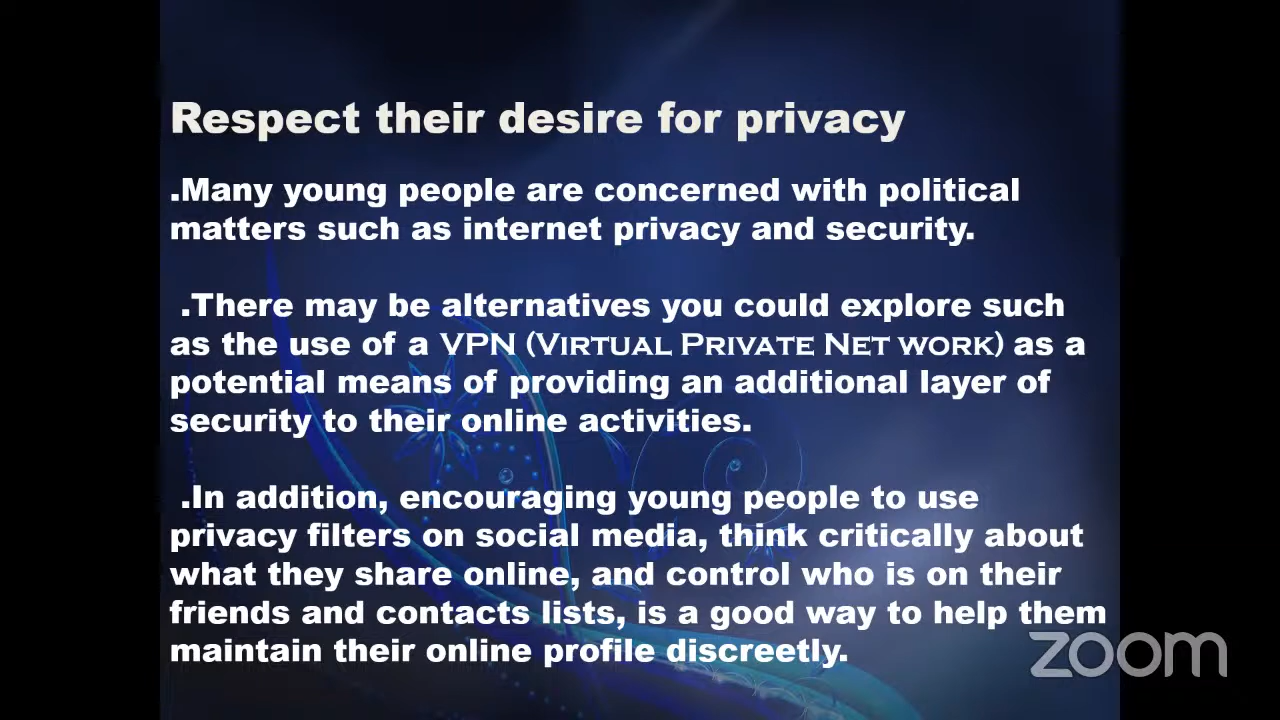 Respect their desire for privacy
.Many young people are concerned with political
matters such as internet privacy and security.
.There may be alternatives you could explore such
as the use of a VPN (VIRTUAL PRIVATE NET WORK) as a
potential means of providing an additional layer of
security to their online activities.
.In addition, encouraging young people to use
privacy filters on social media, think critically about
what they share online, and control who is on their
friends and contacts lists, is a good way to help them
maintain their online profile discreetly.
zoom